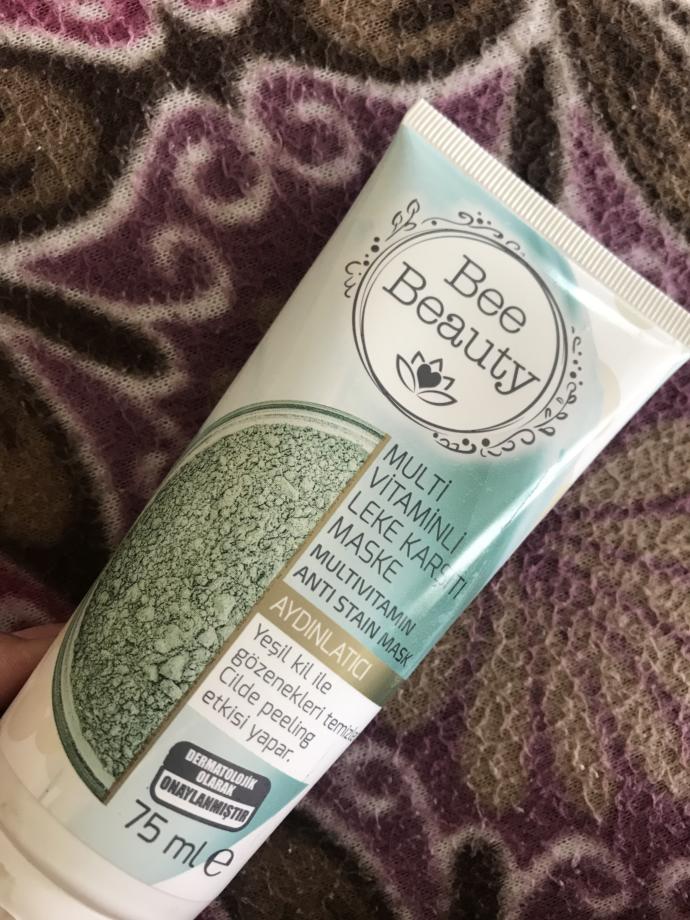 Bee
Beauty
MULTİ
VİTAMİNLİ
LEKE KARŞITI
MASKE
MULTIVITAMIN
ANTI STAIN MASK
AYDINLATICI
Yeşil kil ile
gözenekleri
Cilde peeling
etkisi yapar.
DERMATOLOJİK
OLARAK
ONAYLANMIŞTIR
75 ml e